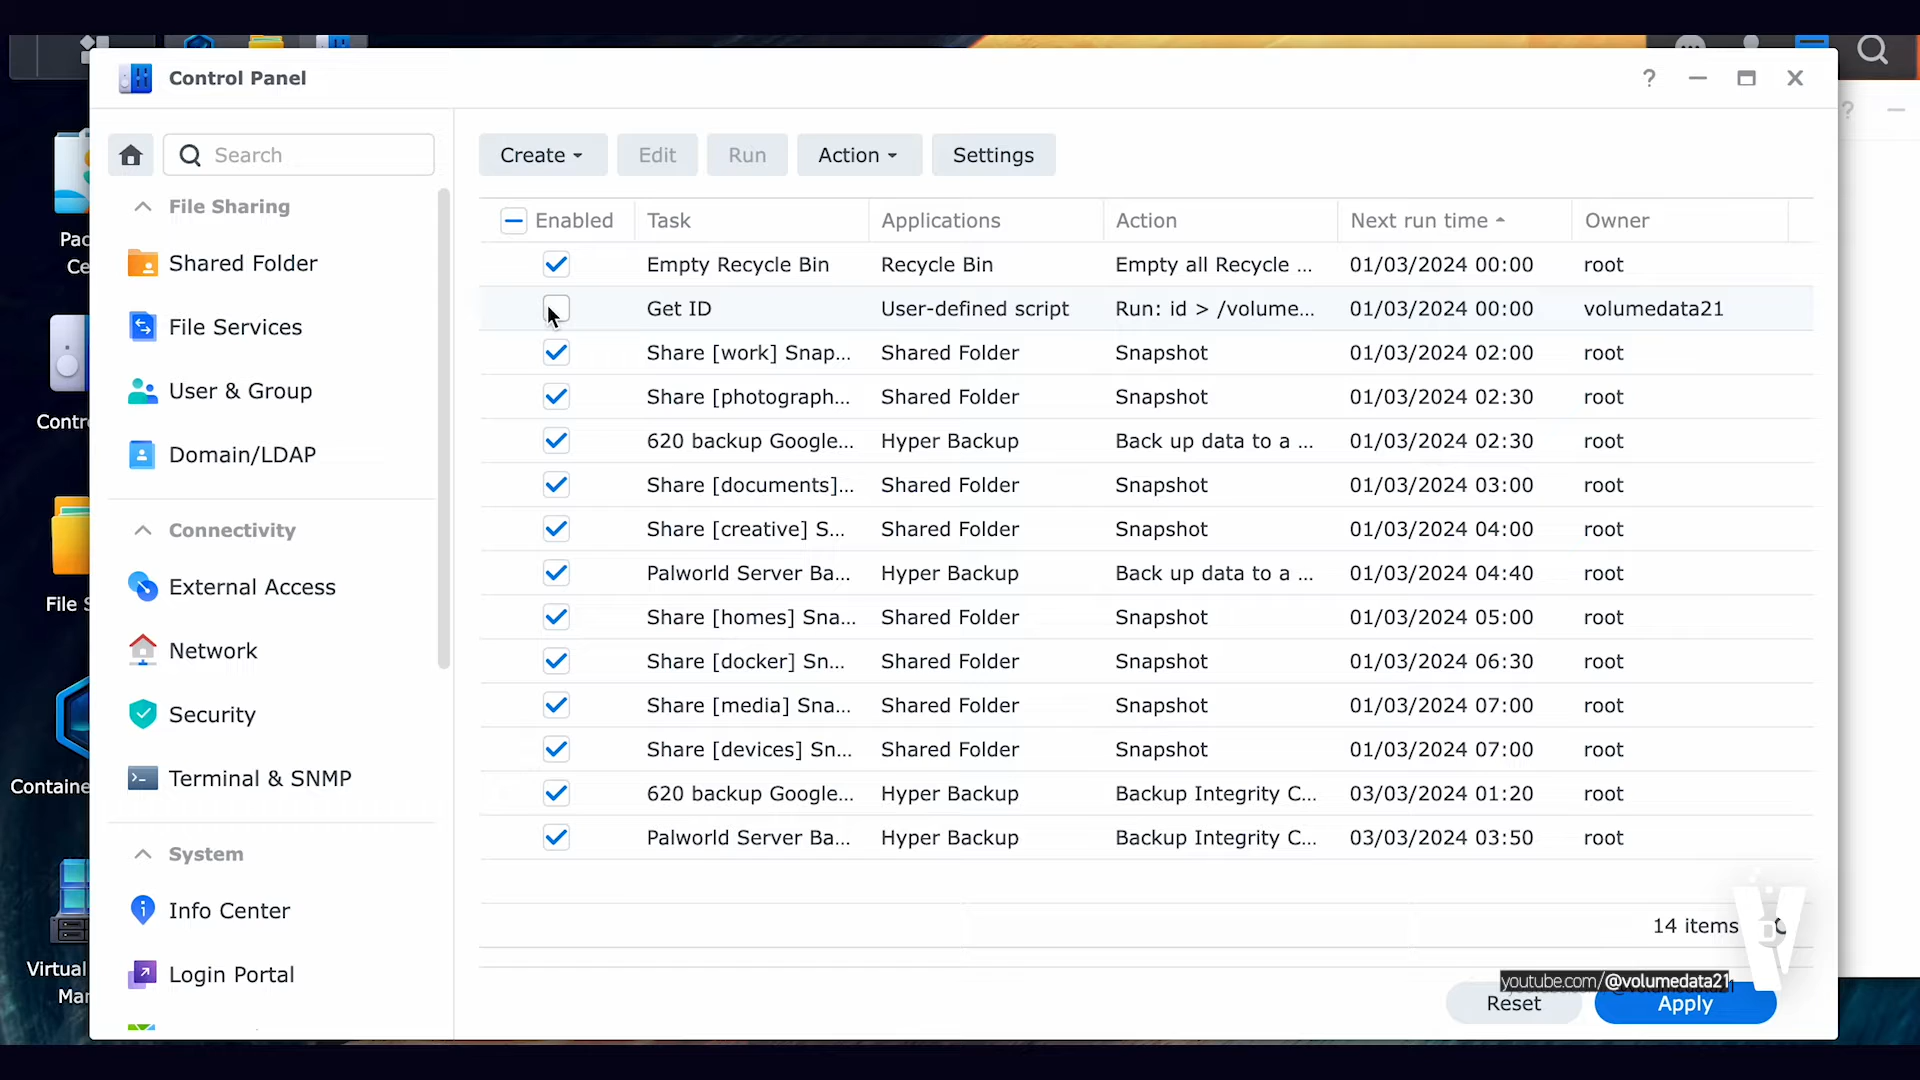 Control Panel
?
?
Search
Create
Edit
Run
Action
Settings
File Sharing
Shared Folder
File Services
User & Group
Domain/LDAP
Connectivity
External Access
Network
Security
Terminal & SNMP
System
Info Center
Login Portal
Enabled Task Applications Action Next run time Owner
Empty Recycle Bin Recycle Bin Empty all Recycle ... 01/03/2024 00:00 root
Get ID User-defined script Run: id > /volume... 01/03/2024 00:00 volumedata21
Share [work] Snap... Shared Folder Snapshot 01/03/2024 02:00 root
Share [photograph... Shared Folder Snapshot 01/03/2024 02:30 root
620 backup Google... Hyper Backup Back up data to a ... 01/03/2024 02:30 root
Share [documents]... Shared Folder Snapshot 01/03/2024 03:00 root
Share [creative] S... Shared Folder Snapshot 01/03/2024 04:00 root
Palworld Server Ba... Hyper Backup Back up data to a ... 01/03/2024 04:40 root
Share [homes] Sna... Shared Folder Snapshot 01/03/2024 05:00 root
Share [docker] Sn... Shared Folder Snapshot 01/03/2024 06:30 root
Share [media] Sna... Shared Folder Snapshot 01/03/2024 07:00 root
Share [devices] Sn... Shared Folder Snapshot 01/03/2024 07:00 root
620 backup Google... Hyper Backup Backup Integrity C... 03/03/2024 01:20 root
Palworld Server Ba... Hyper Backup Backup Integrity C... 03/03/2024 03:50 root
14 items
youtube.com/@volumedata21
Reset
Apply
Pac
Ce
Contr
File S
Containe
Virtual
Man